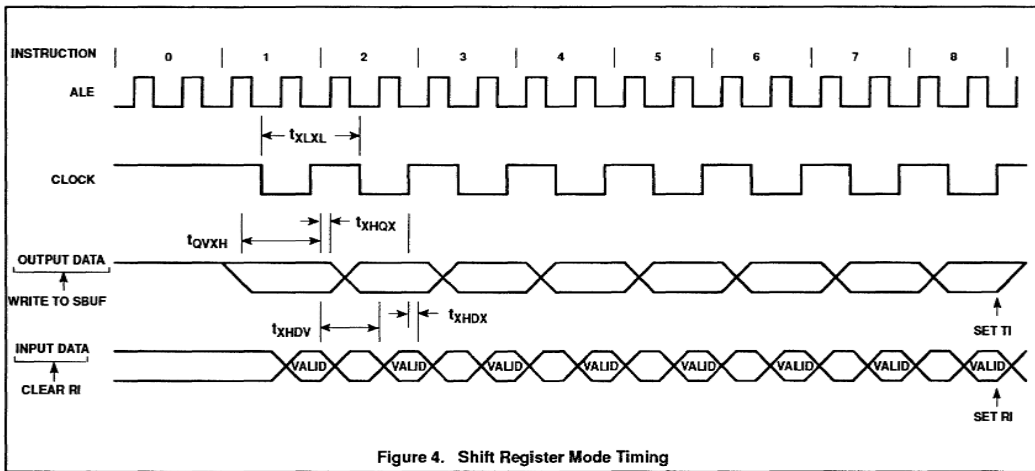 INSTRUCTION | 0 | 1 | 2 | 3 | 4 | 5 | 6 | 7 | 8 |
ALE
tXLXL
CLOCK
tQVXH
tXHQX
OUTPUT DATA
WRITE TO SBUF
tXHDV
tXHDX
SET TI
INPUT DATA
VALID VALID VALID VALID VALID VALID VALID VALID
CLEAR RI
SET RI
Figure 4. Shift Register Mode Timing